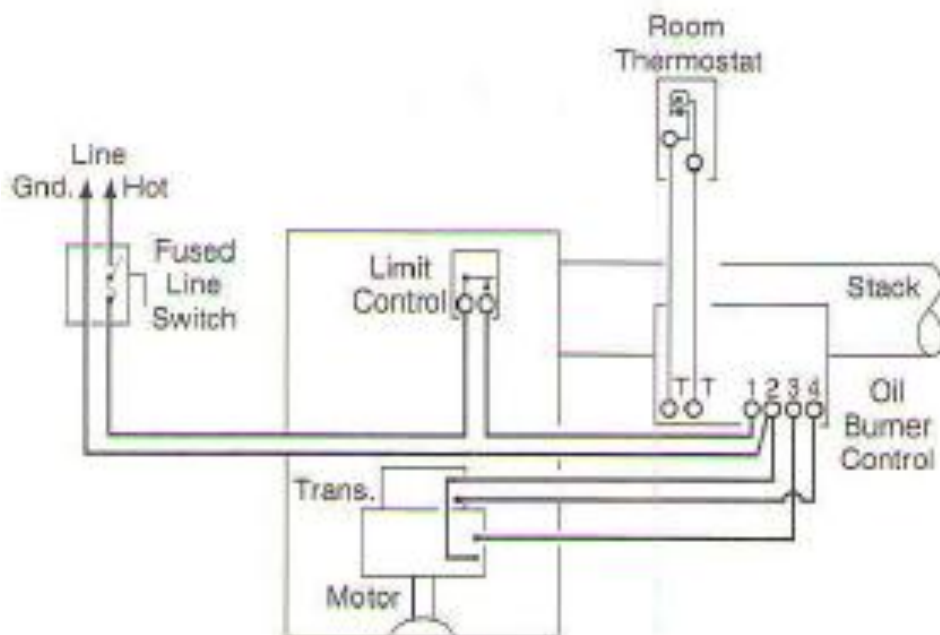 Room
Thermostat
Line
Gnd.
Hot
Fused
Line
Switch
Limit
Control
Stack
T T
1 2 3 4
Oil
Burner
Control
Trans.
Motor